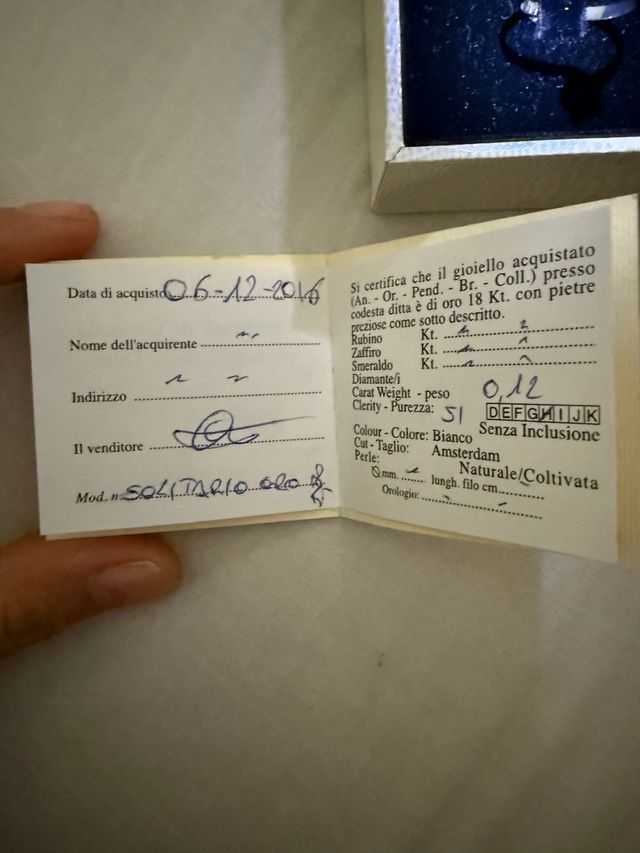 Data di acquisto 06-12-2016
Nome dell'acquirente
Indirizzo
Il venditore
Mod. n. SOLITARIO ORO
Si certifica che il gioiello acquistato
(An. - Or. - Pend. - Br. - Coll.) presso
codesta ditta è di oro 18 Kt. con pietre
preziose come sotto descritto.
Rubino Kt.
Zaffiro Kt.
Smeraldo Kt.
Diamante/i
Carat Weight - peso 0,12
Clerity - Purezza: SI DEFGHIJK
Senza Inclusione
Colour - Colore: Bianco
Cut - Taglio: Amsterdam
Perle: Naturale/Coltivata
Ømm. lungh. filo cm.
Orologio: